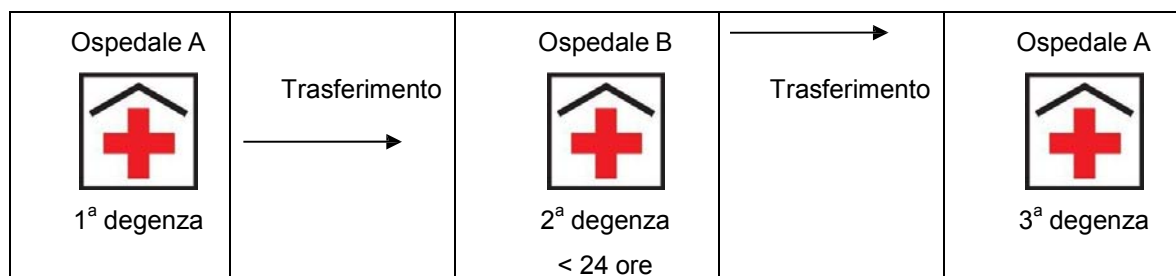 Ospedale A
1ª degenza
Trasferimento
Ospedale B
2ª degenza
< 24 ore
Trasferimento
Ospedale A
3ª degenza